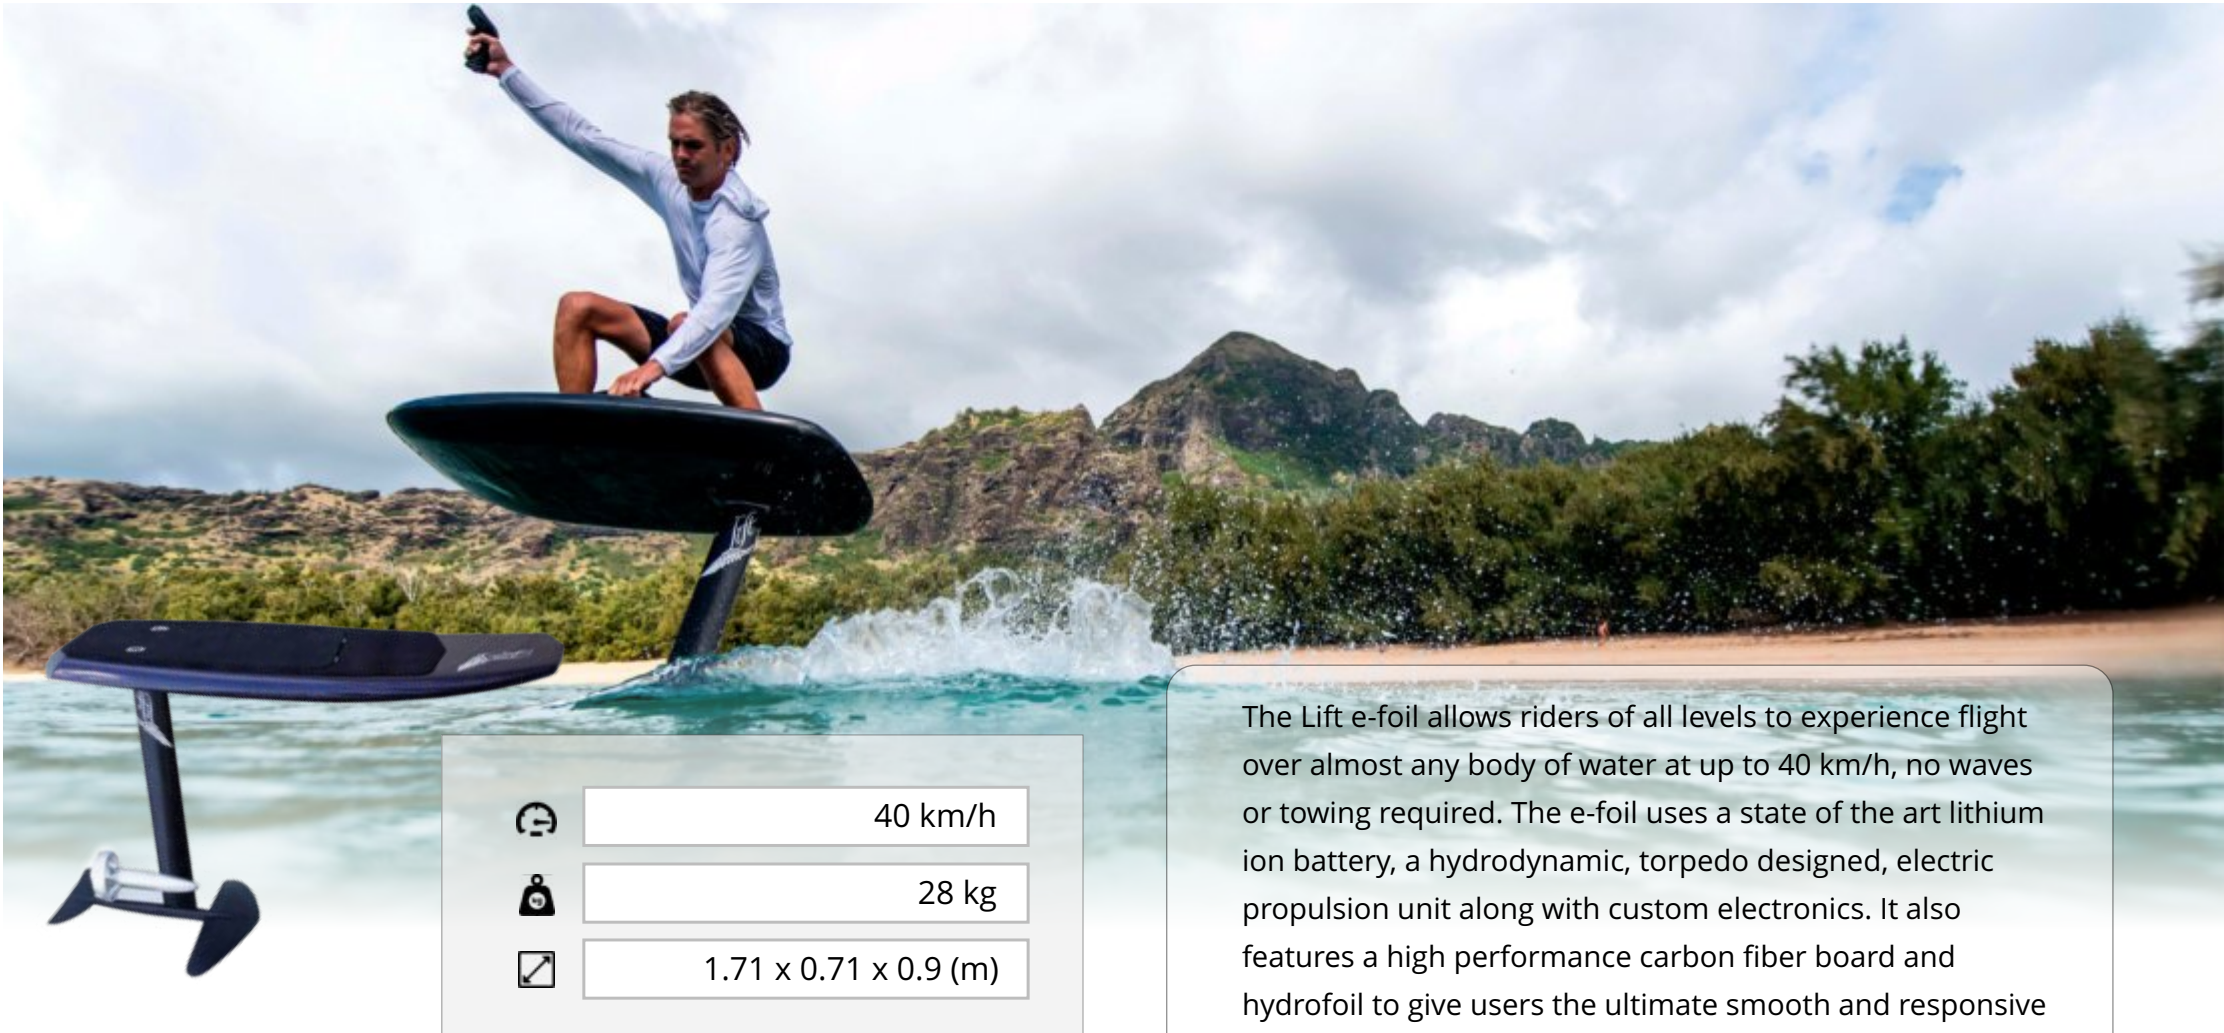 Lift
40 km/h
28 kg
1.71 x 0.71 x 0.9 (m)
The Lift e-foil allows riders of all levels to experience flight
over almost any body of water at up to 40 km/h, no waves
or towing required. The e-foil uses a state of the art lithium
ion battery, a hydrodynamic, torpedo designed, electric
propulsion unit along with custom electronics. It also
features a high performance carbon fiber board and
hydrofoil to give users the ultimate smooth and responsive